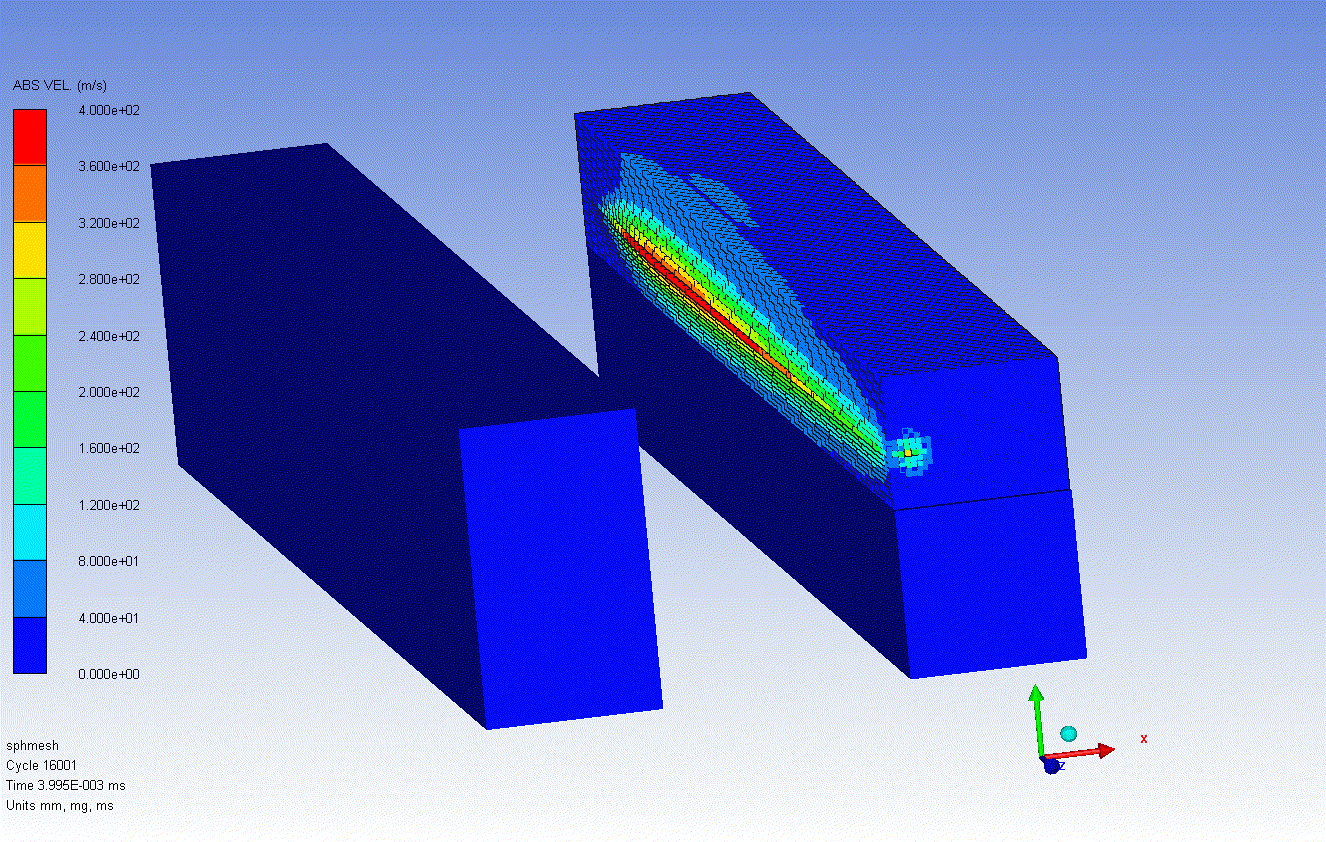 ABS VEL. (m/s)
4.000e+02
3.600e+02
3.200e+02
2.800e+02
2.400e+02
2.000e+02
1.600e+02
1.200e+02
8.000e+01
4.000e+01
0.000e+00
x
z
sphmesh
Cycle 16001
Time 3.995E-003 ms
Units mm, mg, ms